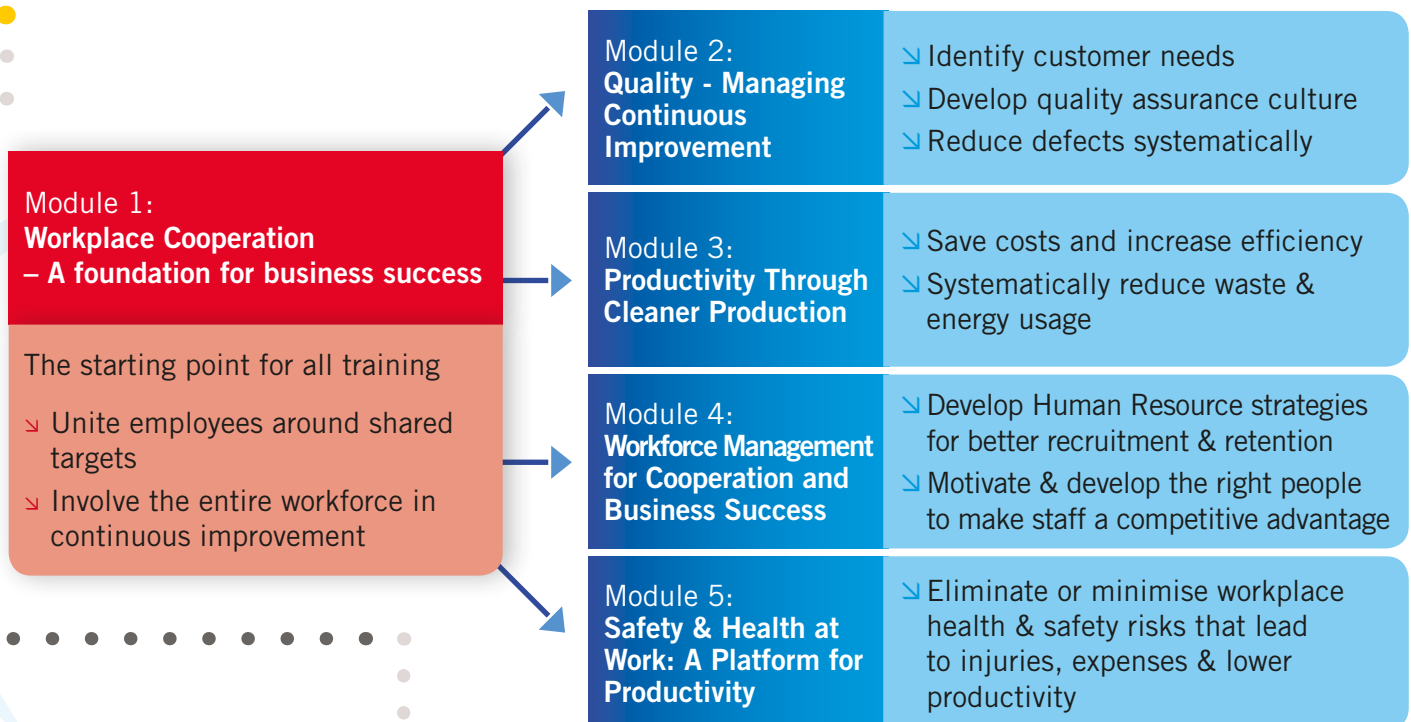 Module 1:
Workplace Cooperation
– A foundation for business success
The starting point for all training
Unite employees around shared
targets
Involve the entire workforce in
continuous improvement
Module 2:
Quality - Managing
Continuous
Improvement
Identify customer needs
Develop quality assurance culture
Reduce defects systematically
Module 3:
Productivity Through
Cleaner Production
Save costs and increase efficiency
Systematically reduce waste &
energy usage
Module 4:
Workforce Management
for Cooperation and
Business Success
Develop Human Resource strategies
for better recruitment & retention
Motivate & develop the right people
to make staff a competitive advantage
Module 5:
Safety & Health at
Work: A Platform for
Productivity
Eliminate or minimise workplace
health & safety risks that lead
to injuries, expenses & lower
productivity